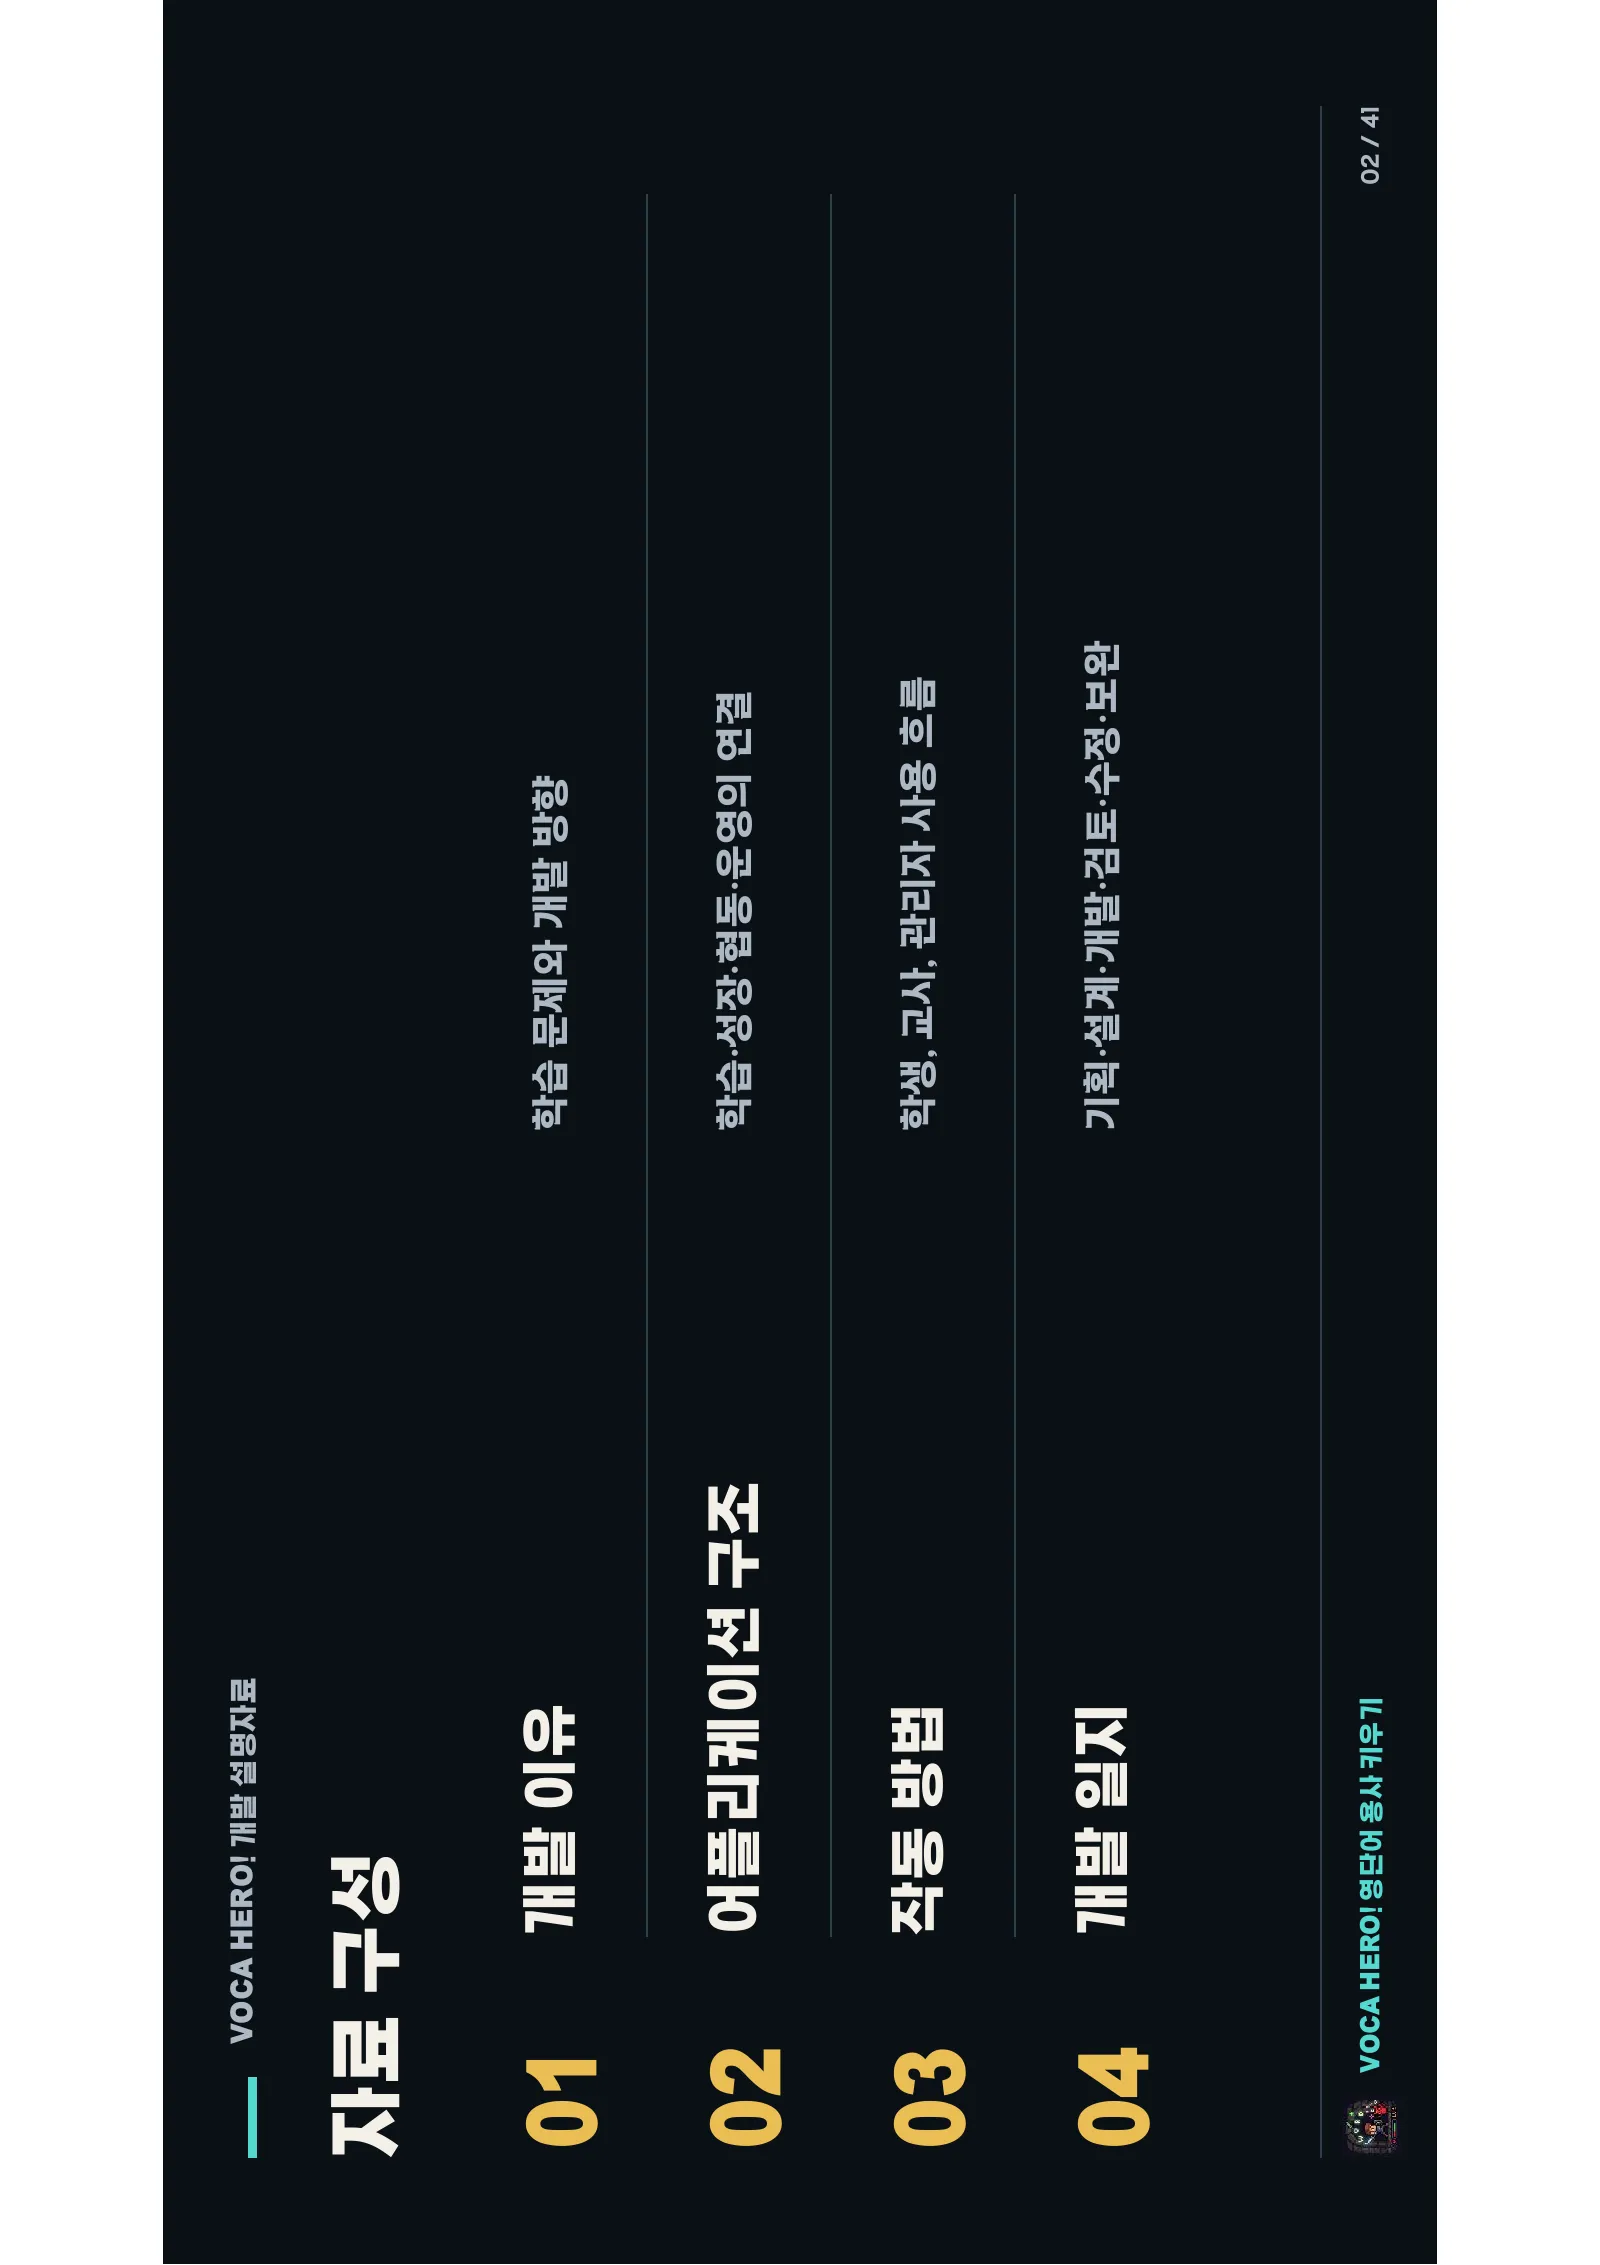 VOCA HERO! 개발 설명자료
자료 구성
01 개발 이유 학습 문제와 개발 방향
02 어플리케이션 구조 학습·성장·협동·운영의 연결
03 작동 방법 학생, 교사, 관리자 사용 흐름
04 개발 일지 기획·설계·개발·검토·수정·보완
VOCA HERO! 영단어 용사 키우기 02 / 41